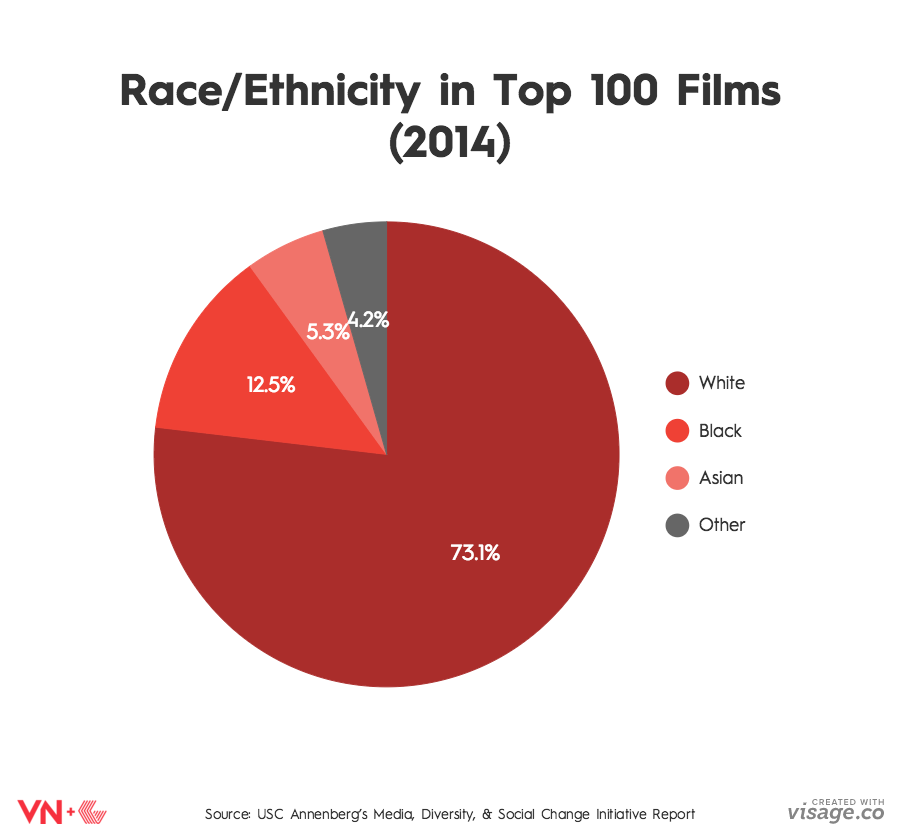 Race/Ethnicity in Top 100 Films
(2014)
4.2%
5.3%
12.5%
73.1%
White
Black
Asian
Other
VN+
Source: USC Annenberg's Media, Diversity, & Social Change Initiative Report
CREATED WITH
visage.co